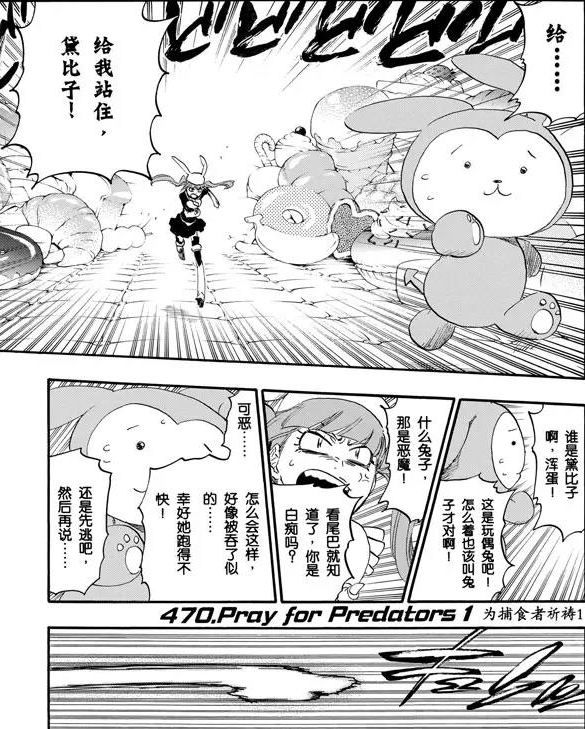 给……
给我站住，
黛比子！
谁是黛比子
啊，浑蛋！
这是玩偶兔吧！
怎么着也该叫兔
子才对啊！
什么兔子，
那是恶魔！
看尾巴就知
道了，你是
白痴吗？
可恶……
怎么会这样，
好像被吞了似
的……
幸好她跑得不
快！
还是先逃吧，
然后再说……
470.Pray for Predators 1 为捕食者祈祷1